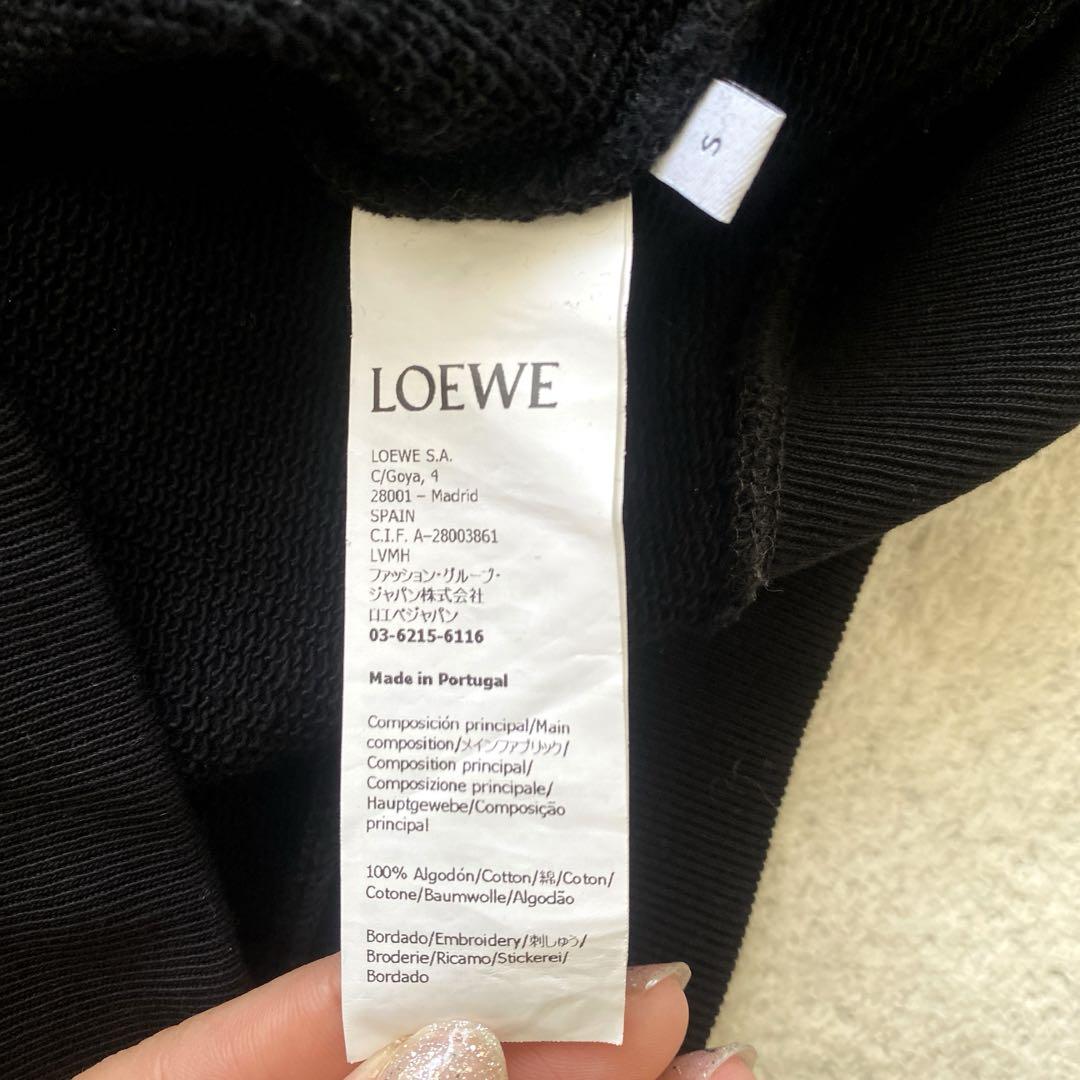 S
LOEWE
LOEWE S.A.
C/Goya, 4
28001 – Madrid
SPAIN
C.I.F. A-28003861
LVMH
ファッション・グループ・
ジャパン株式会社
ロエベジャパン
03-6215-6116
Made in Portugal
Composición principal/Main
composition/メインファブリック/
Composition principal/
Composizione principale/
Hauptgewebe/Composição
principal
100% Algodón/Cotton/綿/Coton/
Cotone/Baumwolle/Algodão
Bordado/Embroidery/刺しゅう/
Broderie/Ricamo/Stickerei/
Bordado